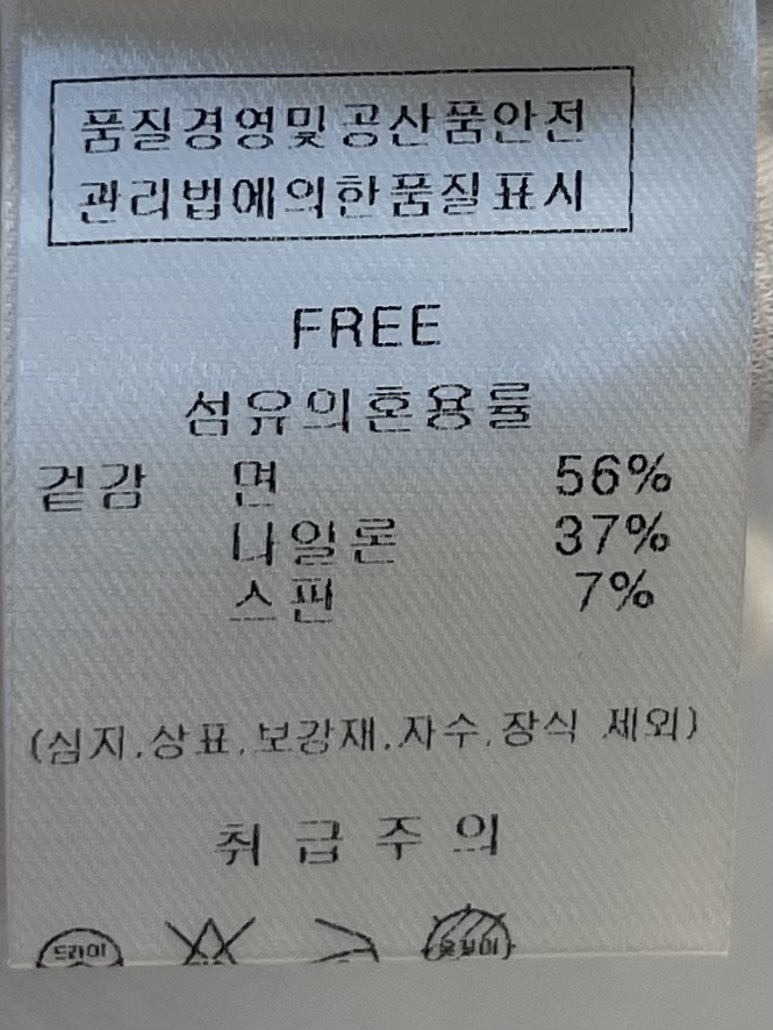 품질경영및공산품안전
관리법에의한품질표시
FREE
섬유의혼용률
겉감 면 56%
나일론 37%
스판 7%
(심지.상표.보강재.자수.장식 제외)
취급주의
드라이 옷걸이